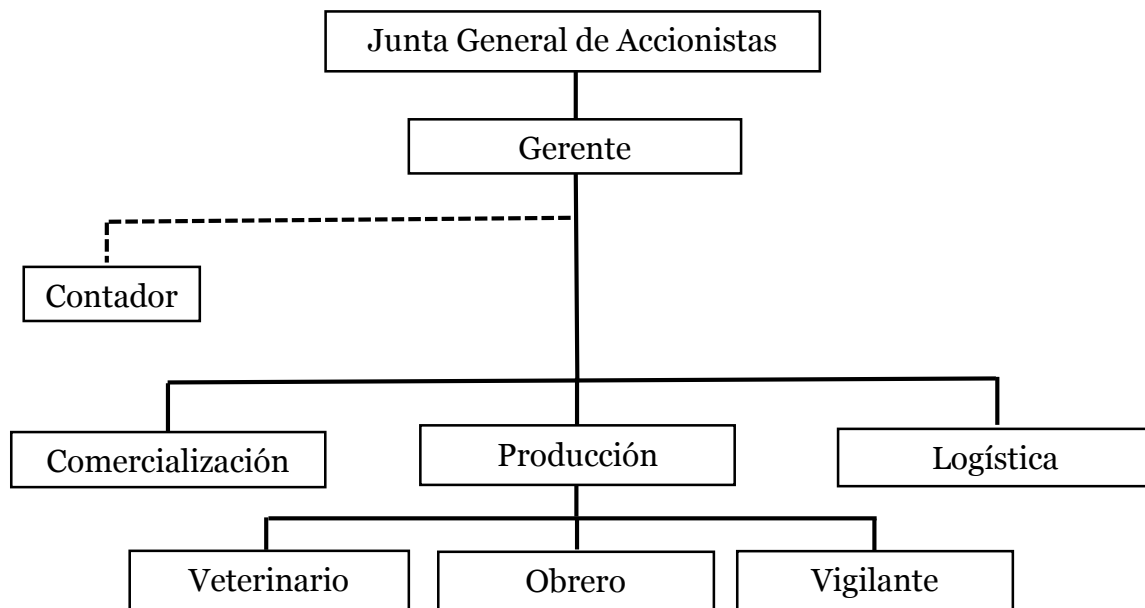 Junta General de Accionistas
Gerente
Contador
Comercialización
Producción
Logística
Veterinario
Obrero
Vigilante